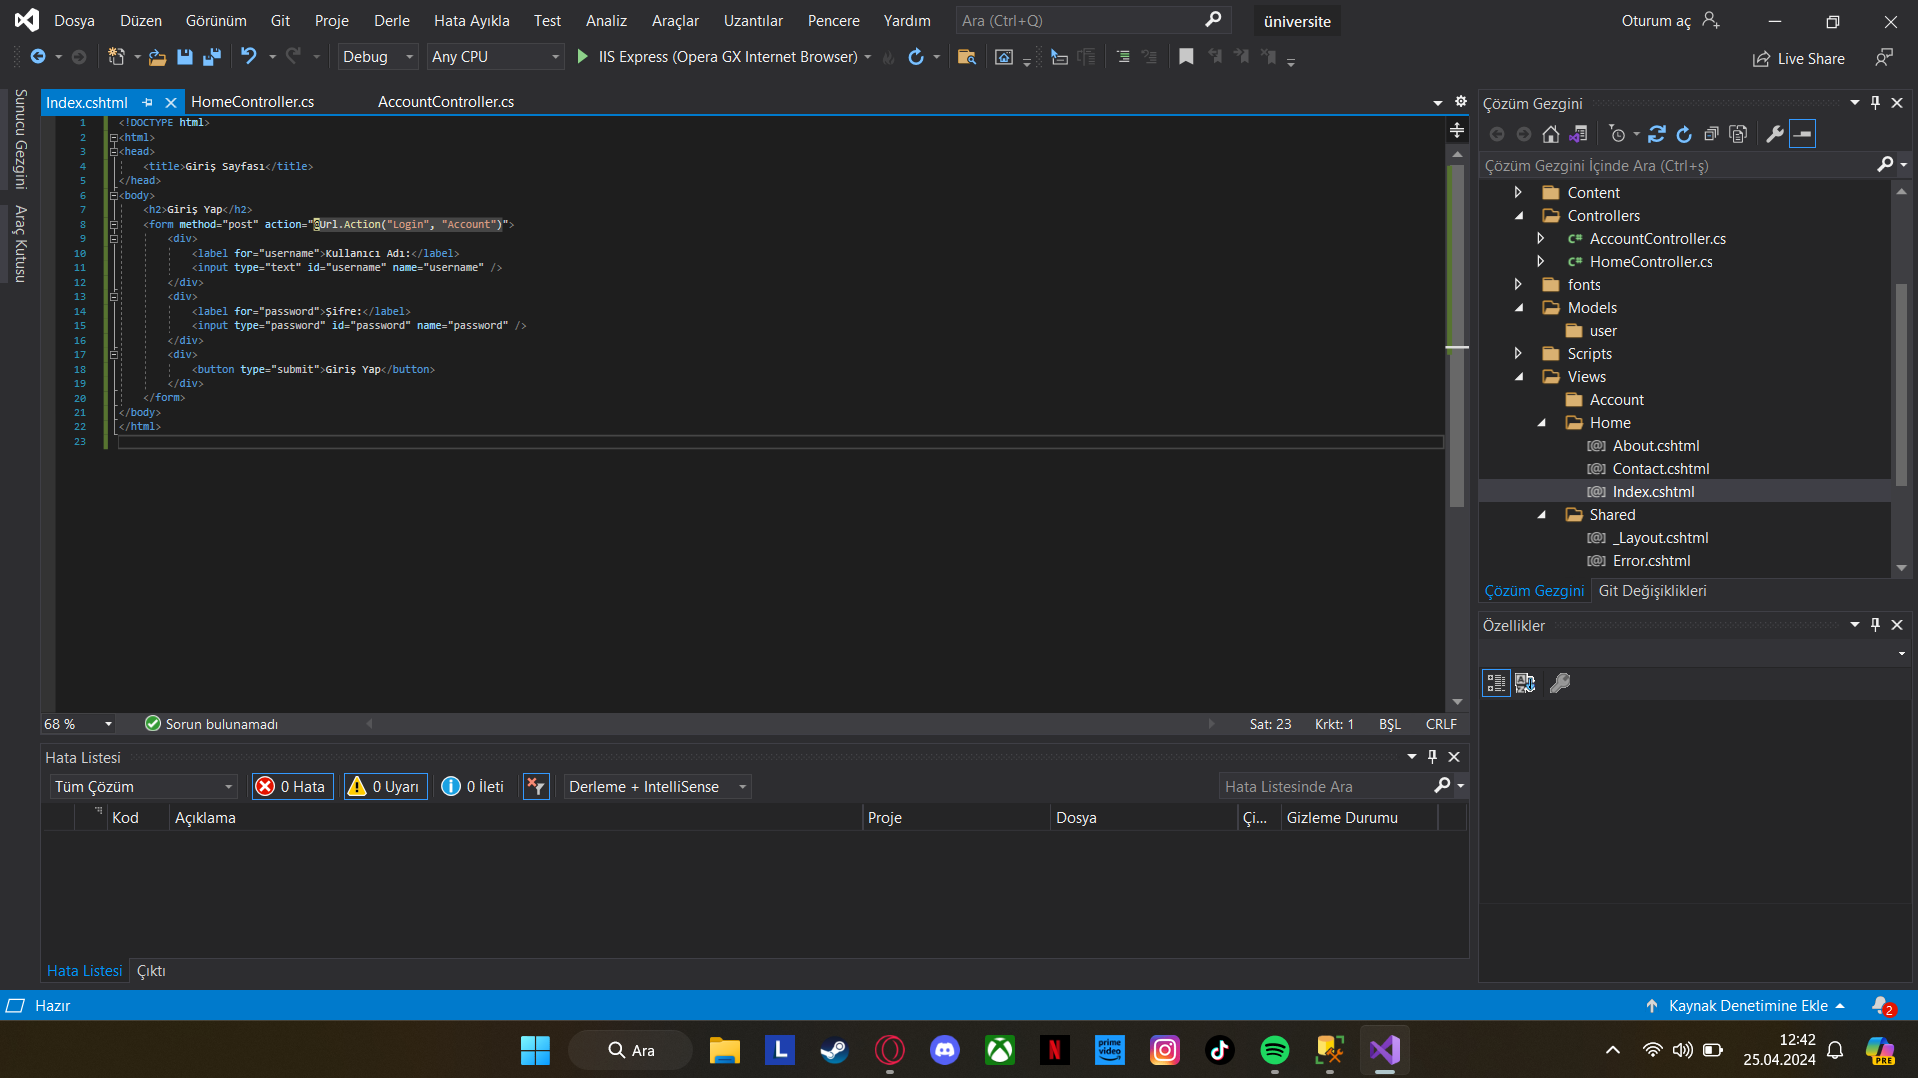 Dosya Düzen Görünüm Git Proje Derle Hata Ayıkla Test Analiz Araçlar Uzantılar Pencere Yardım Ara (Ctrl+Q) üniversite Oturum aç
Debug Any CPU IIS Express (Opera GX Internet Browser) Live Share
Sunucu Gezgini
Araç Kutusu
Index.cshtml HomeController.cs AccountController.cs
1 <!DOCTYPE html>
2 <html>
3 <head>
4 <title>Giriş Sayfası</title>
5 </head>
6 <body>
7 <h2>Giriş Yap</h2>
8 <form method="post" action="@Url.Action("Login", "Account")">
9 <div>
10 <label for="username">Kullanıcı Adı:</label>
11 <input type="text" id="username" name="username" />
12 </div>
13 <div>
14 <label for="password">Şifre:</label>
15 <input type="password" id="password" name="password" />
16 </div>
17 <div>
18 <button type="submit">Giriş Yap</button>
19 </div>
20 </form>
21 </body>
22 </html>
23
68 % Sorun bulunamadı Sat: 23 Krkt: 1 BŞL CRLF
Hata Listesi
Tüm Çözüm 0 Hata 0 Uyarı 0 İleti Derleme + IntelliSense Hata Listesinde Ara
Kod Açıklama Proje Dosya Çi... Gizleme Durumu
Hata Listesi Çıktı
Çözüm Gezgini
Çözüm Gezgini İçinde Ara (Ctrl+ş)
Content
Controllers
C# AccountController.cs
C# HomeController.cs
fonts
Models
user
Scripts
Views
Account
Home
[@] About.cshtml
[@] Contact.cshtml
[@] Index.cshtml
Shared
[@] _Layout.cshtml
[@] Error.cshtml
Çözüm Gezgini Git Değişiklikleri
Özellikler
Hazır Kaynak Denetimine Ekle 2
Ara L N prime video PRE
12:42
25.04.2024